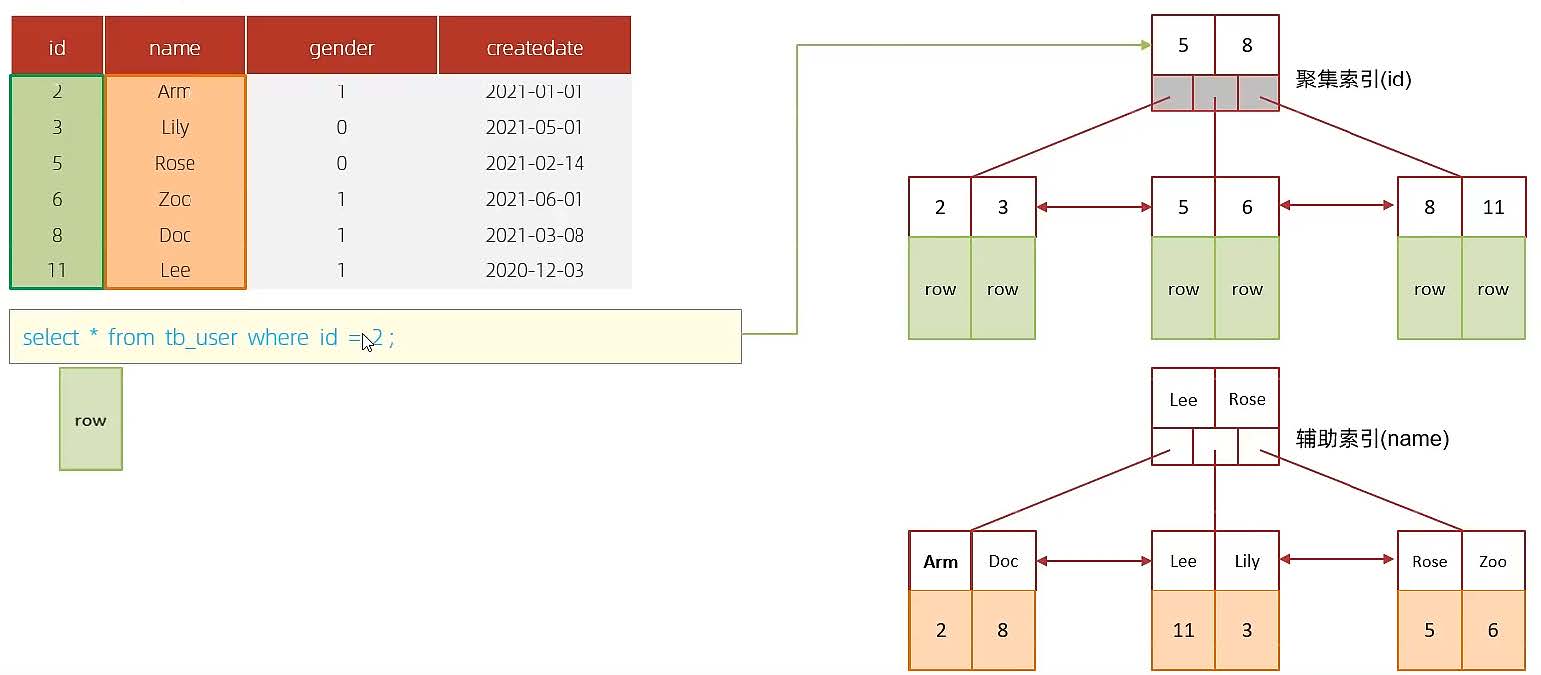 id name gender createdate
2 Arm 1 2021-01-01
3 Lily 0 2021-05-01
5 Rose 0 2021-02-14
6 Zoo 1 2021-06-01
8 Doc 1 2021-03-08
11 Lee 1 2020-12-03
select * from tb_user where id = 2 ;
row
5 8
聚集索引(id)
2 3 5 6 8 11
row row row row row row
Lee Rose
辅助索引(name)
Arm Doc Lee Lily Rose Zoo
2 8 11 3 5 6